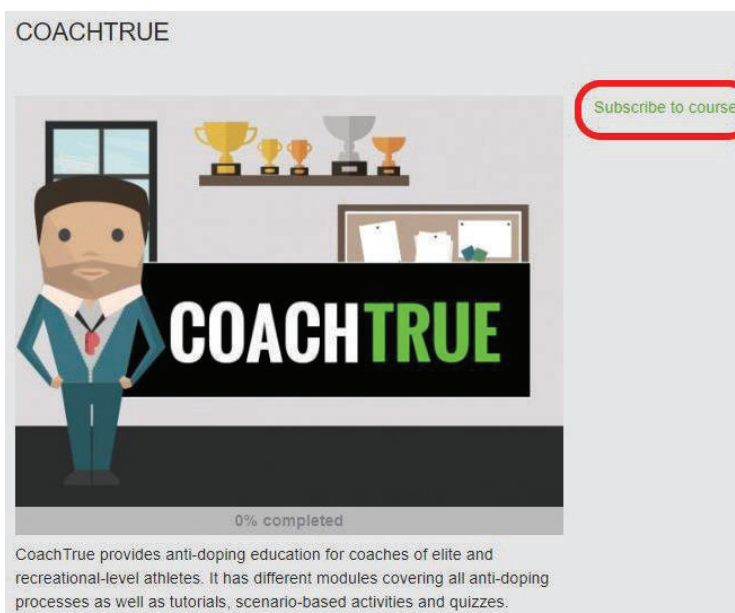 COACHTRUE
Subscribe to course
COACHTRUE
0% completed
CoachTrue provides anti-doping education for coaches of elite and
recreational-level athletes. It has different modules covering all anti-doping
processes as well as tutorials, scenario-based activities and quizzes.